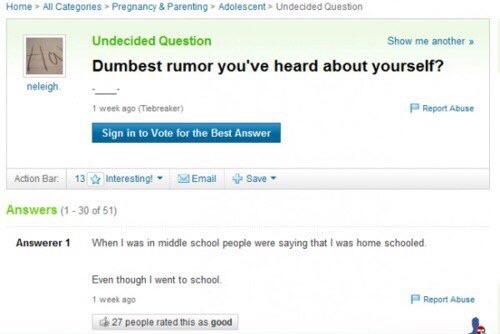 Home > All Categories > Pregnancy & Parenting > Adolescent > Undecided Question
Undecided Question
Show me another »
Dumbest rumor you've heard about yourself?
-.____.-
neleigh.
1 week ago (Tiebreaker)
Report Abuse
Sign in to Vote for the Best Answer
Action Bar: 13 Interesting! Email Save
Answers (1 - 30 of 51)
Answerer 1
When I was in middle school people were saying that I was home schooled.
Even though I went to school.
1 week ago
Report Abuse
27 people rated this as good